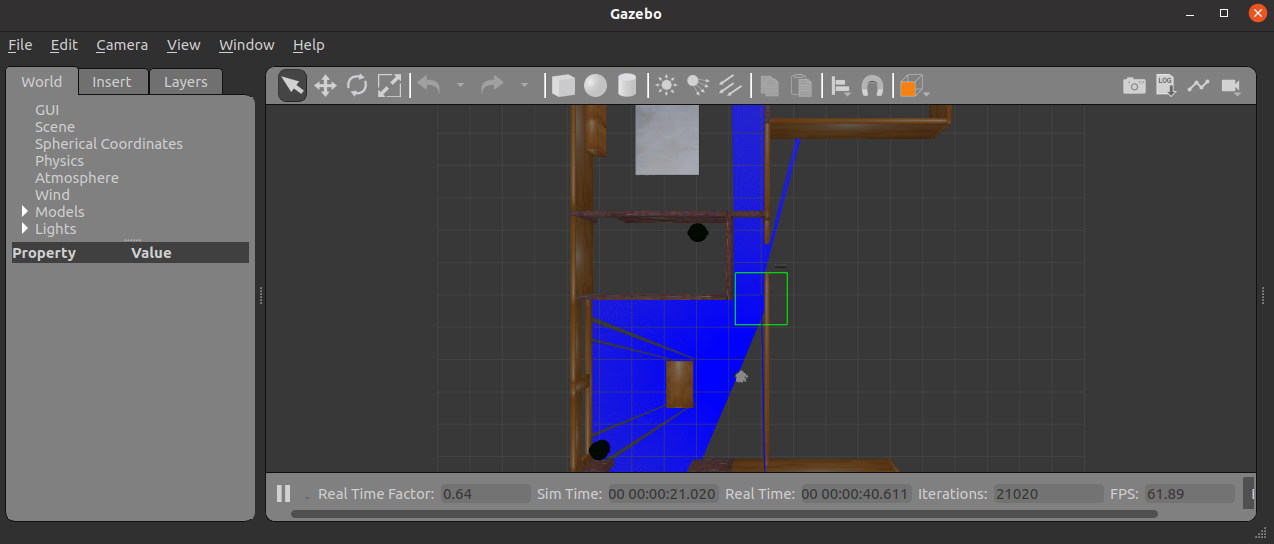 Gazebo
File Edit Camera View Window Help
World Insert Layers
GUI
Scene
Spherical Coordinates
Physics
Atmosphere
Wind
Models
Lights
Property Value
LOG
Real Time Factor: 0.64 Sim Time: 00 00:00:21.020 Real Time: 00 00:00:40.611 Iterations: 21020 FPS: 61.89